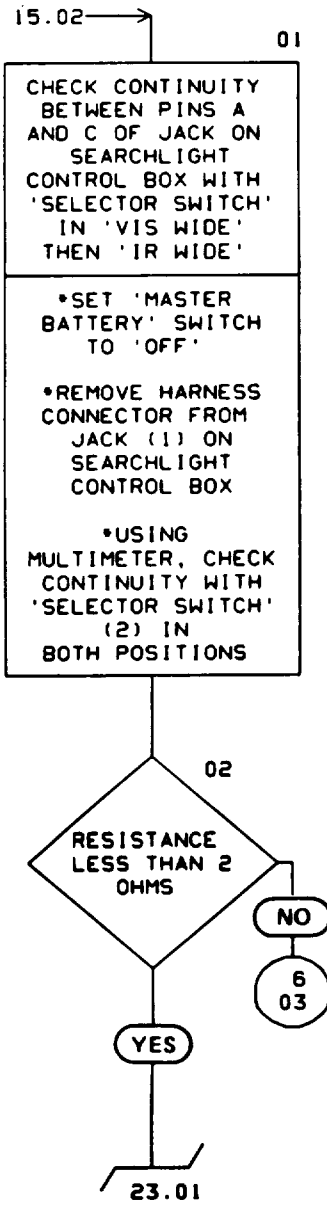 15.02
01
CHECK CONTINUITY
BETWEEN PINS A
AND C OF JACK ON
SEARCHLIGHT
CONTROL BOX WITH
'SELECTOR SWITCH'
IN 'VIS WIDE'
THEN 'IR WIDE'
*SET 'MASTER
BATTERY' SWITCH
TO 'OFF'
*REMOVE HARNESS
CONNECTOR FROM
JACK (1) ON
SEARCHLIGHT
CONTROL BOX
*USING
MULTIMETER, CHECK
CONTINUITY WITH
'SELECTOR SWITCH'
(2) IN
BOTH POSITIONS
02
RESISTANCE
LESS THAN 2
OHMS
NO
6
03
YES
23.01